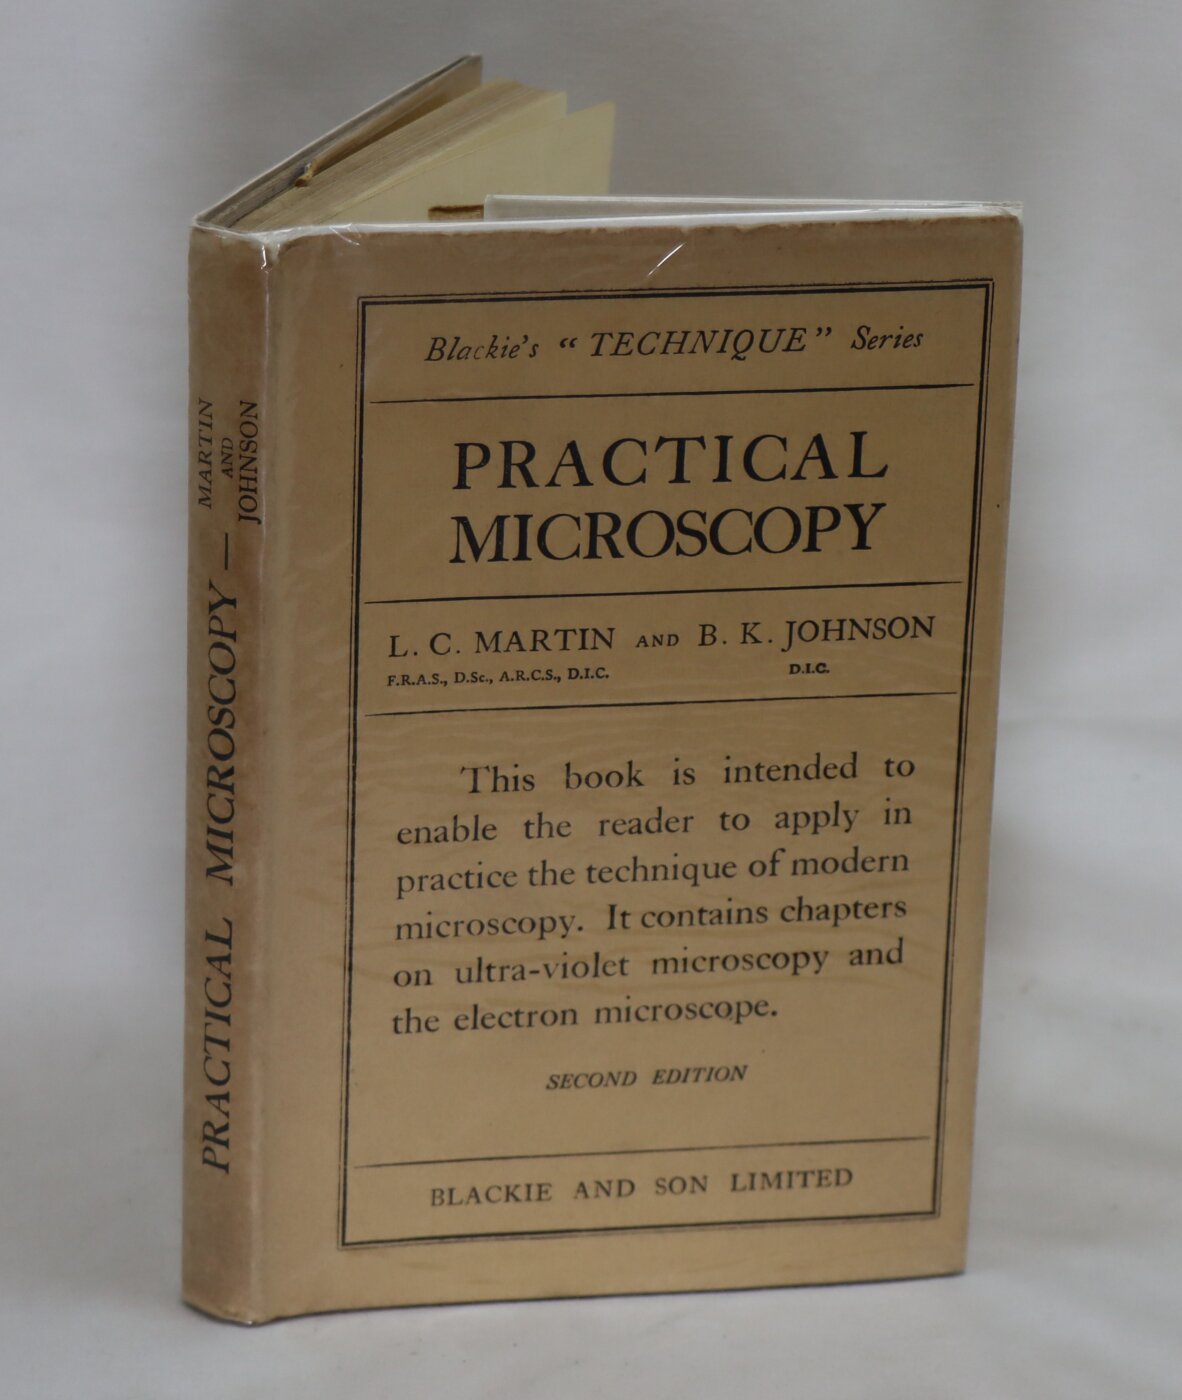 Blackie's “TECHNIQUE” Series
PRACTICAL
MICROSCOPY
L. C. MARTIN AND B. K. JOHNSON
F.R.A.S., D.Sc., A.R.C.S., D.I.C. D.I.C.
This book is intended to
enable the reader to apply in
practice the technique of modern
microscopy. It contains chapters
on ultra-violet microscopy and
the electron microscope.
SECOND EDITION
BLACKIE AND SON LIMITED
PRACTICAL MICROSCOPY —
MARTIN
AND
JOHNSON